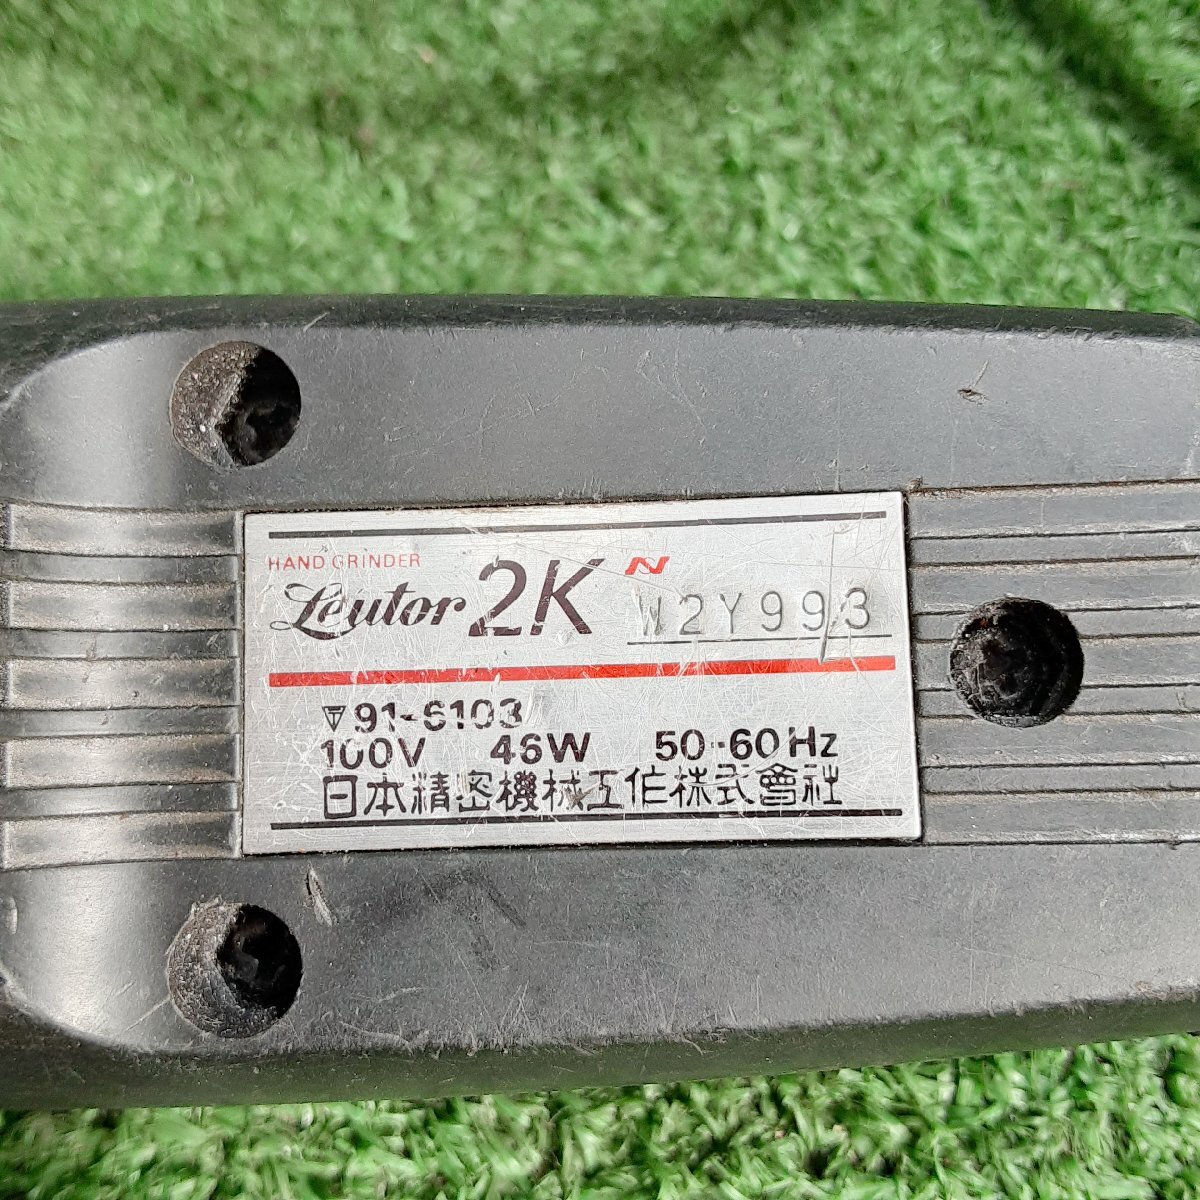 HAND GRINDER
Leutor 2K N W2Y993
91-6103
100V 46W 50-60Hz
日本精密機械工作株式會社